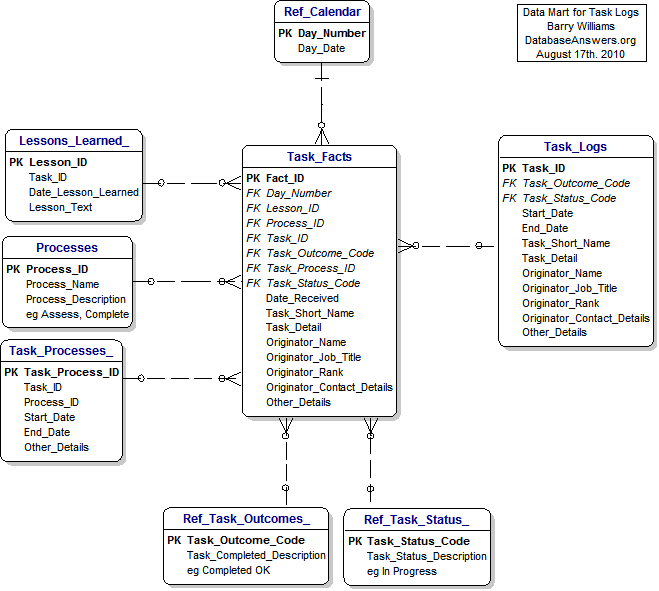 Ref_Calendar
PK Day_Number
Day_Date
Data Mart for Task Logs
Barry Williams
DatabaseAnswers.org
August 17th. 2010
Lessons_Learned_
PK Lesson_ID
Task_ID
Date_Lesson_Learned
Lesson_Text
Processes
PK Process_ID
Process_Name
Process_Description
eg Assess, Complete
Task_Processes_
PK Task_Process_ID
Task_ID
Process_ID
Start_Date
End_Date
Other_Details
Task_Facts
PK Fact_ID
FK Day_Number
FK Lesson_ID
FK Process_ID
FK Task_ID
FK Task_Outcome_Code
FK Task_Process_ID
FK Task_Status_Code
Date_Received
Task_Short_Name
Task_Detail
Originator_Name
Originator_Job_Title
Originator_Rank
Originator_Contact_Details
Other_Details
Task_Logs
PK Task_ID
FK Task_Outcome_Code
FK Task_Status_Code
Start_Date
End_Date
Task_Short_Name
Task_Detail
Originator_Name
Originator_Job_Title
Originator_Rank
Originator_Contact_Details
Other_Details
Ref_Task_Outcomes_
PK Task_Outcome_Code
Task_Completed_Description
eg Completed OK
Ref_Task_Status_
PK Task_Status_Code
Task_Status_Description
eg In Progress